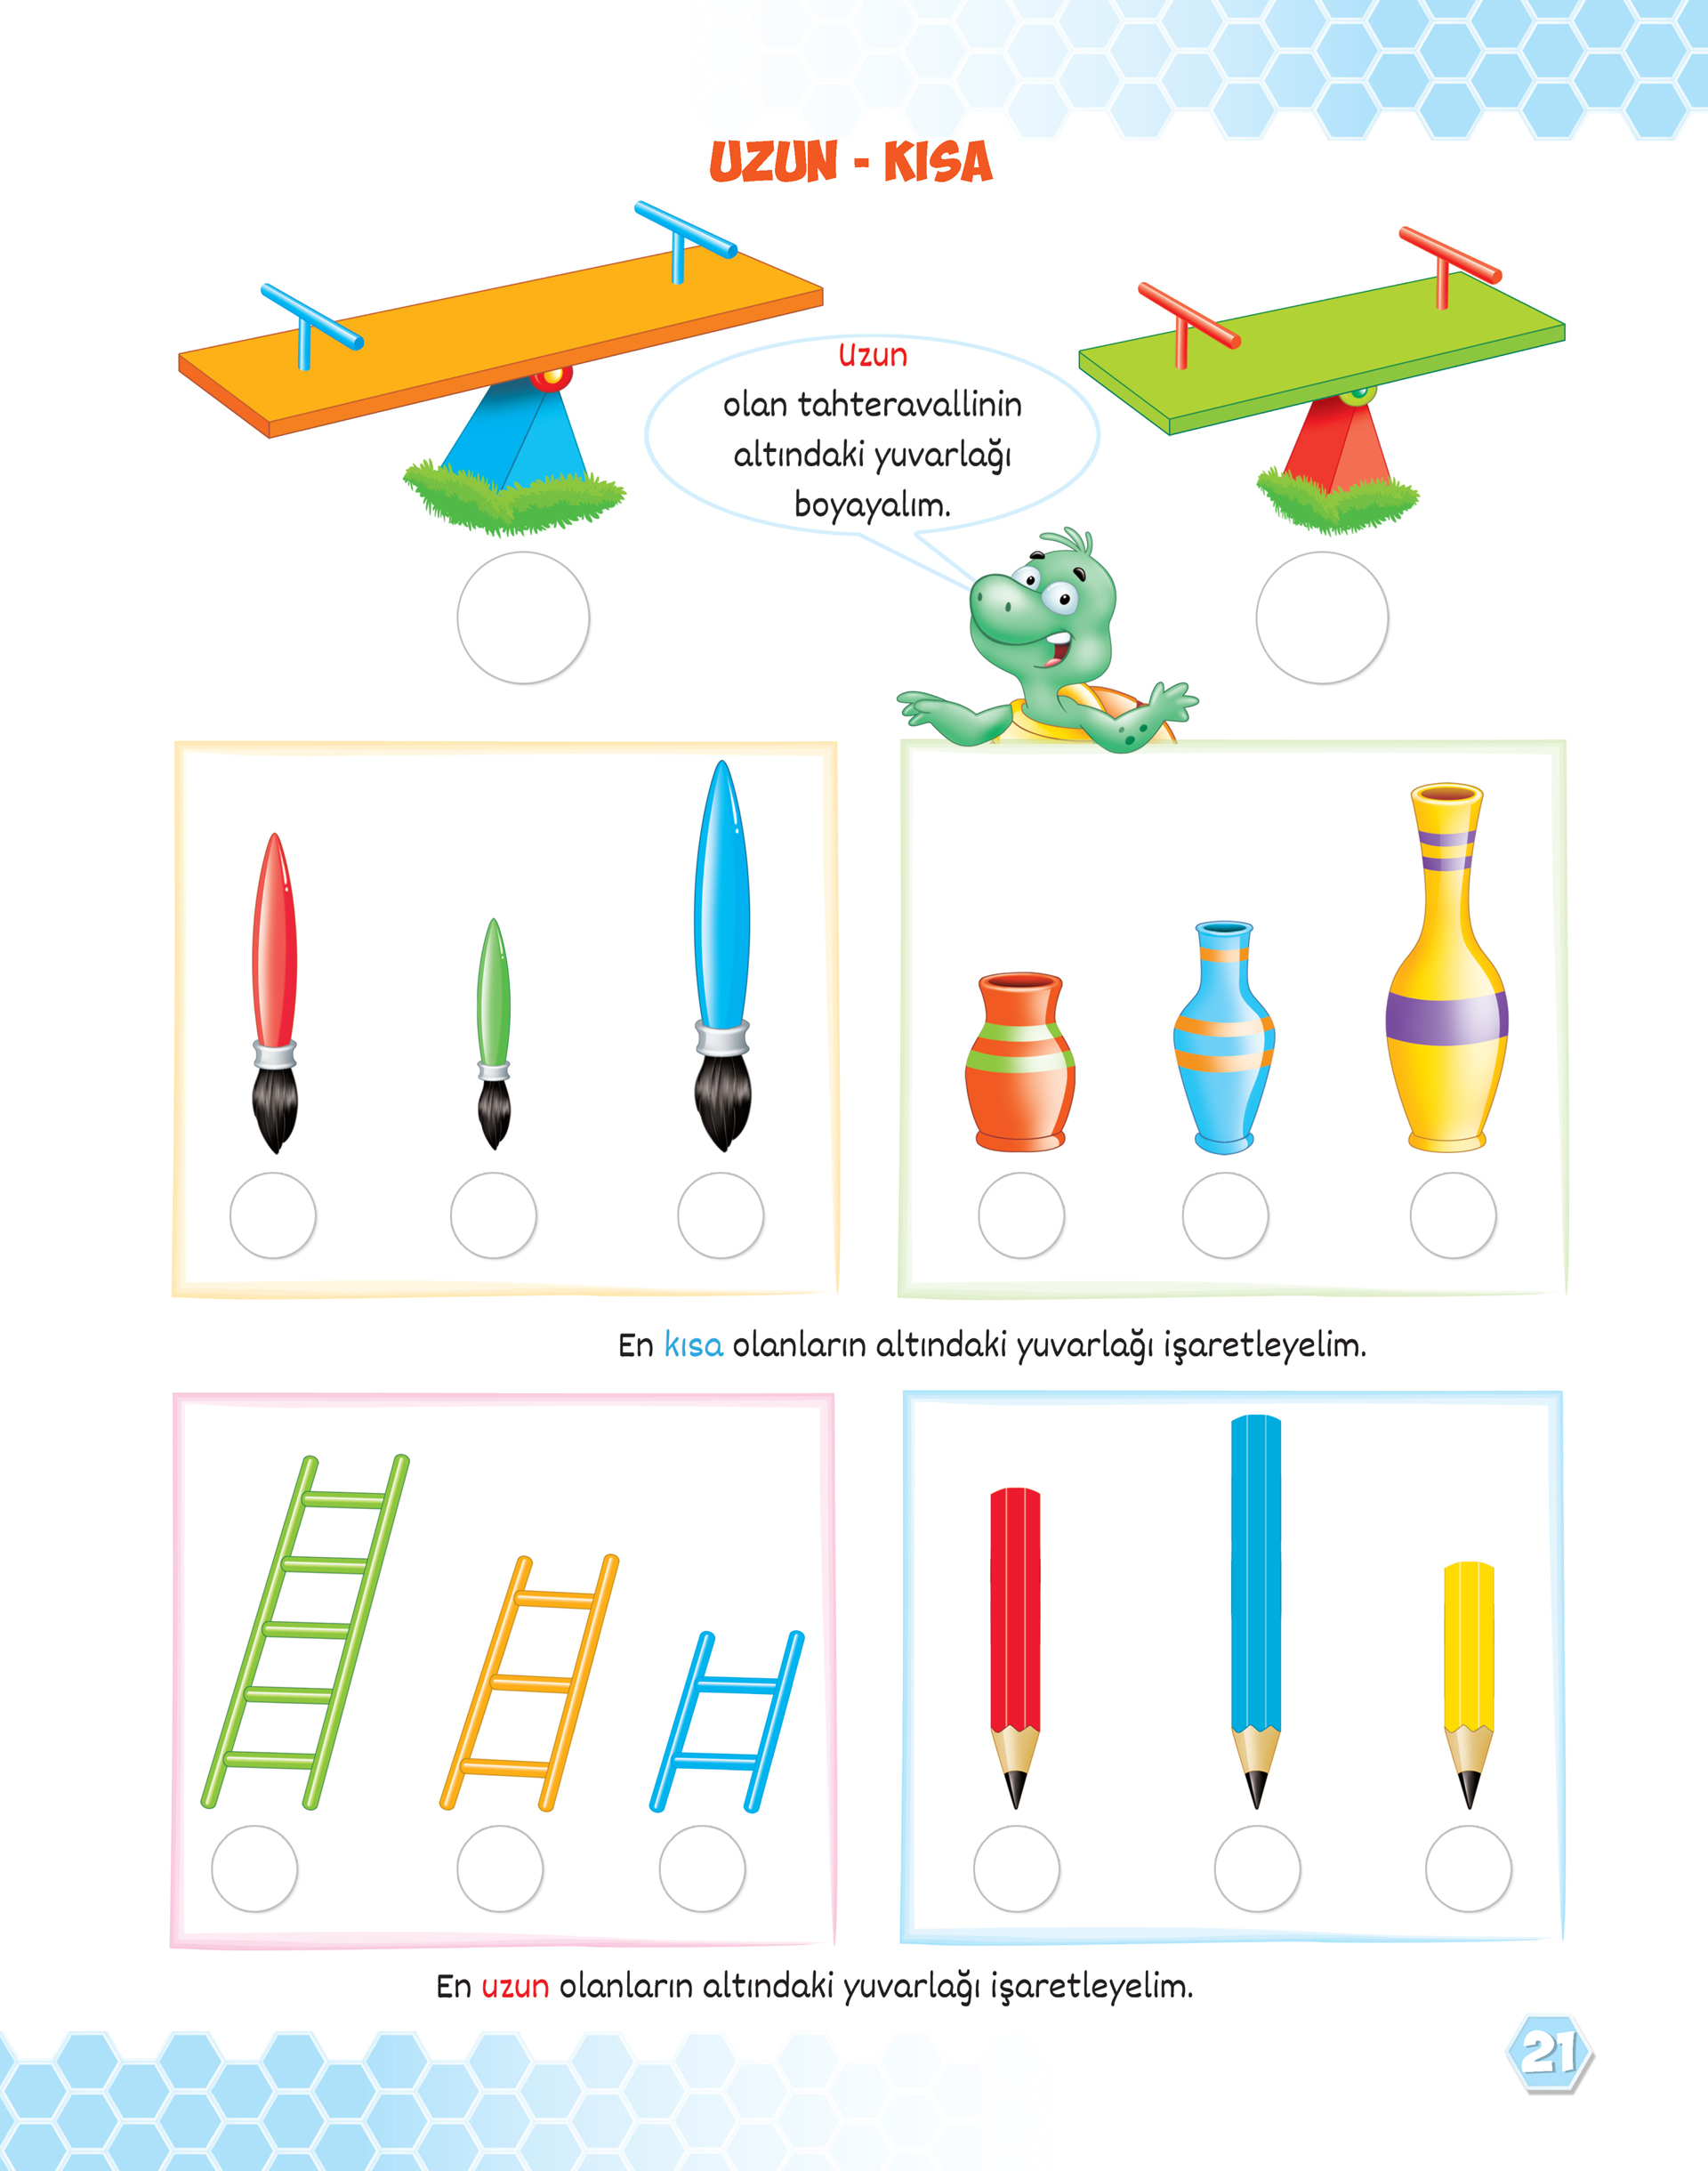 UZUN - KISA
Uzun
olan tahteravallinin
altındaki yuvarlağı
boyayalım.
En kısa olanların altındaki yuvarlağı işaretleyelim.
En uzun olanların altındaki yuvarlağı işaretleyelim.
21